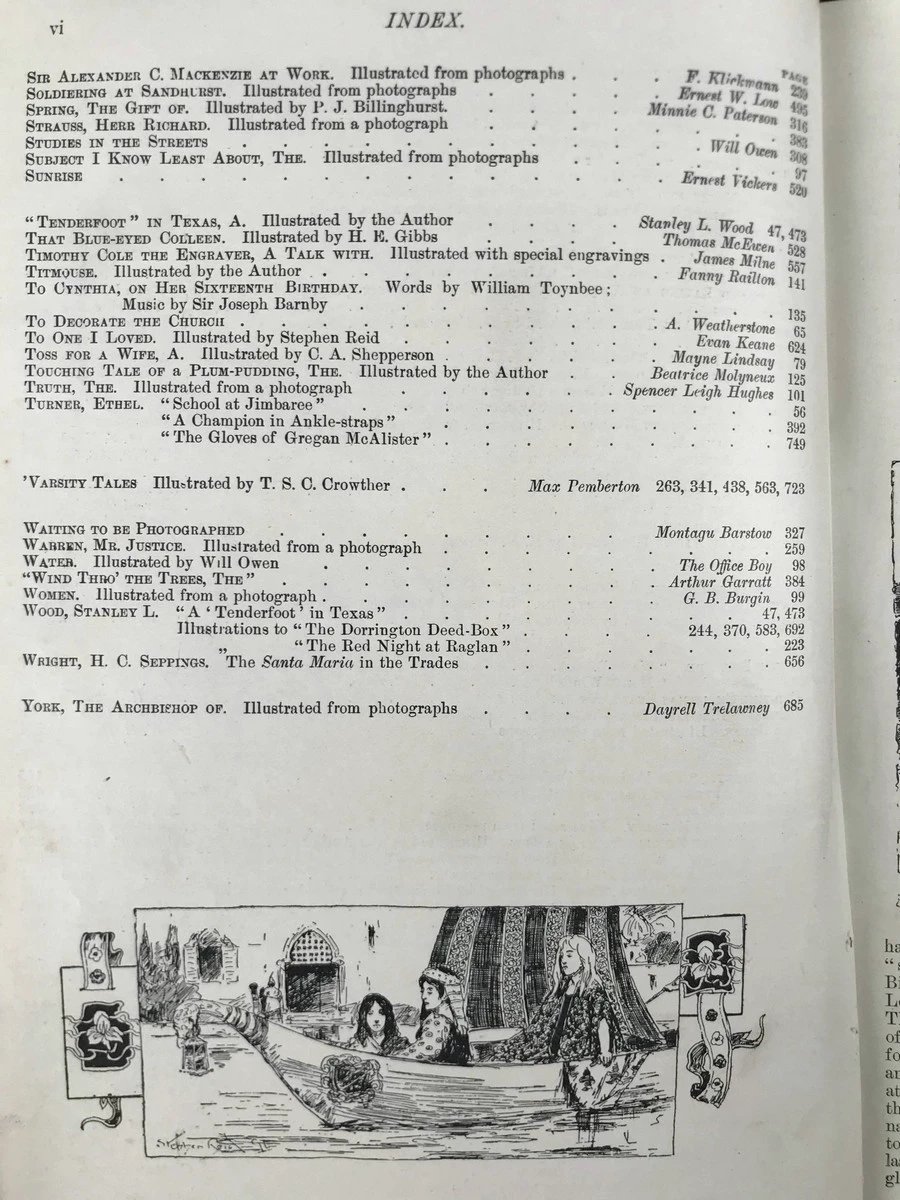 vi
INDEX.
PAGE
SIR ALEXANDER C. MACKENZIE AT WORK. Illustrated from photographs . . . F. Klickmann 239
SOLDIERING AT SANDHURST. Illustrated from photographs . . . . Ernest W. Low 495
SPRING, THE GIFT OF. Illustrated by P. J. Billinghurst. . . . . Minnie C. Paterson 316
STRAUSS, HERR RICHARD. Illustrated from a photograph . . . . . . 383
STUDIES IN THE STREETS . . . . . . . . . . . Will Owen 308
SUBJECT I KNOW LEAST ABOUT, THE. Illustrated from photographs . . . . . 97
SUNRISE . . . . . . . . . . . . . Ernest Vickers 520
“TENDERFOOT” IN TEXAS, A. Illustrated by the Author . . . . Stanley L. Wood 47, 473
THAT BLUE-EYED COLLEEN. Illustrated by H. E. Gibbs . . . . . Thomas McEwen 528
TIMOTHY COLE THE ENGRAVER, A TALK WITH. Illustrated with special engravings . James Milne 557
TITMOUSE. Illustrated by the Author . . . . . . . . . Fanny Railton 141
TO CYNTHIA, ON HER SIXTEENTH BIRTHDAY. Words by William Toynbee;
Music by Sir Joseph Barnby . . . . . . . . . . 135
TO DECORATE THE CHURCH . . . . . . . . . . . A. Weatherstone 65
TO ONE I LOVED. Illustrated by Stephen Reid . . . . . . . Evan Keane 624
TOSS FOR A WIFE, A. Illustrated by C. A. Shepperson . . . . . . Mayne Lindsay 79
TOUCHING TALE OF A PLUM-PUDDING, THE. Illustrated by the Author . . Beatrice Molyneux 125
TRUTH, THE. Illustrated from a photograph . . . . . . Spencer Leigh Hughes 101
TURNER, ETHEL. “School at Jimbaree” . . . . . . . . . . 56
“A Champion in Ankle-straps” . . . . . . . . 392
“The Gloves of Gregan McAlister” . . . . . . . . . 749
’VARSITY TALES Illustrated by T. S. C. Crowther . . . Max Pemberton 263, 341, 438, 563, 723
WAITING TO BE PHOTOGRAPHED . . . . . . . . . Montagu Barstow 327
WARREN, MR. JUSTICE. Illustrated from a photograph . . . . . . . . 259
WATER. Illustrated by Will Owen . . . . . . . . The Office Boy 98
“WIND THRO’ THE TREES, THE” . . . . . . . . . Arthur Garratt 384
WOMEN. Illustrated from a photograph . . . . . . . . G. B. Burgin 99
WOOD, STANLEY L. “A ‘Tenderfoot’ in Texas” . . . . . . . . 47, 473
Illustrations to “The Dorrington Deed-Box” . . . . 244, 370, 583, 692
„ “The Red Night at Raglan” . . . . . . 223
WRIGHT, H. C. SEPPINGS. The Santa Maria in the Trades . . . . . . . 656
YORK, THE ARCHBISHOP OF. Illustrated from photographs . . . . Dayrell Trelawney 685